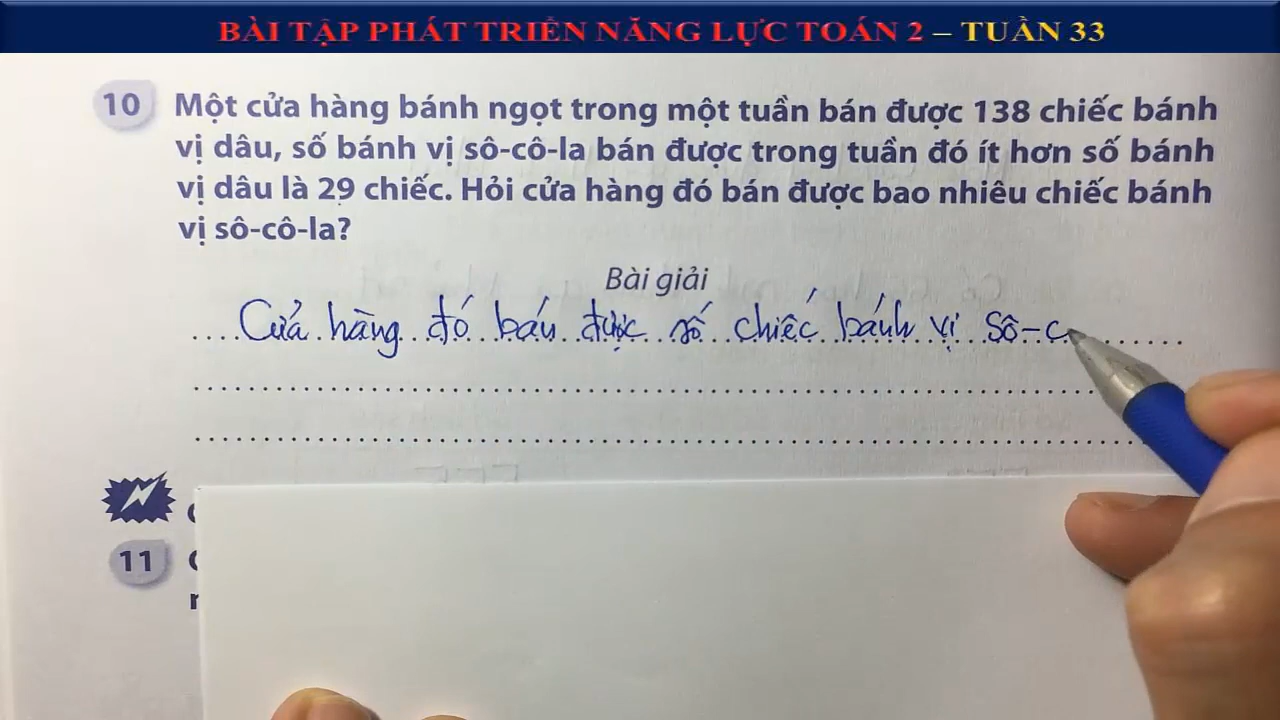 BÀI TẬP PHÁT TRIỂN NĂNG LỰC TOÁN 2 – TUẦN 33
10 Một cửa hàng bánh ngọt trong một tuần bán được 138 chiếc bánh
vị dâu, số bánh vị sô-cô-la bán được trong tuần đó ít hơn số bánh
vị dâu là 29 chiếc. Hỏi cửa hàng đó bán được bao nhiêu chiếc bánh
vị sô-cô-la?
Bài giải
Cửa hàng đó bán được số chiếc bánh vị sô-c
11